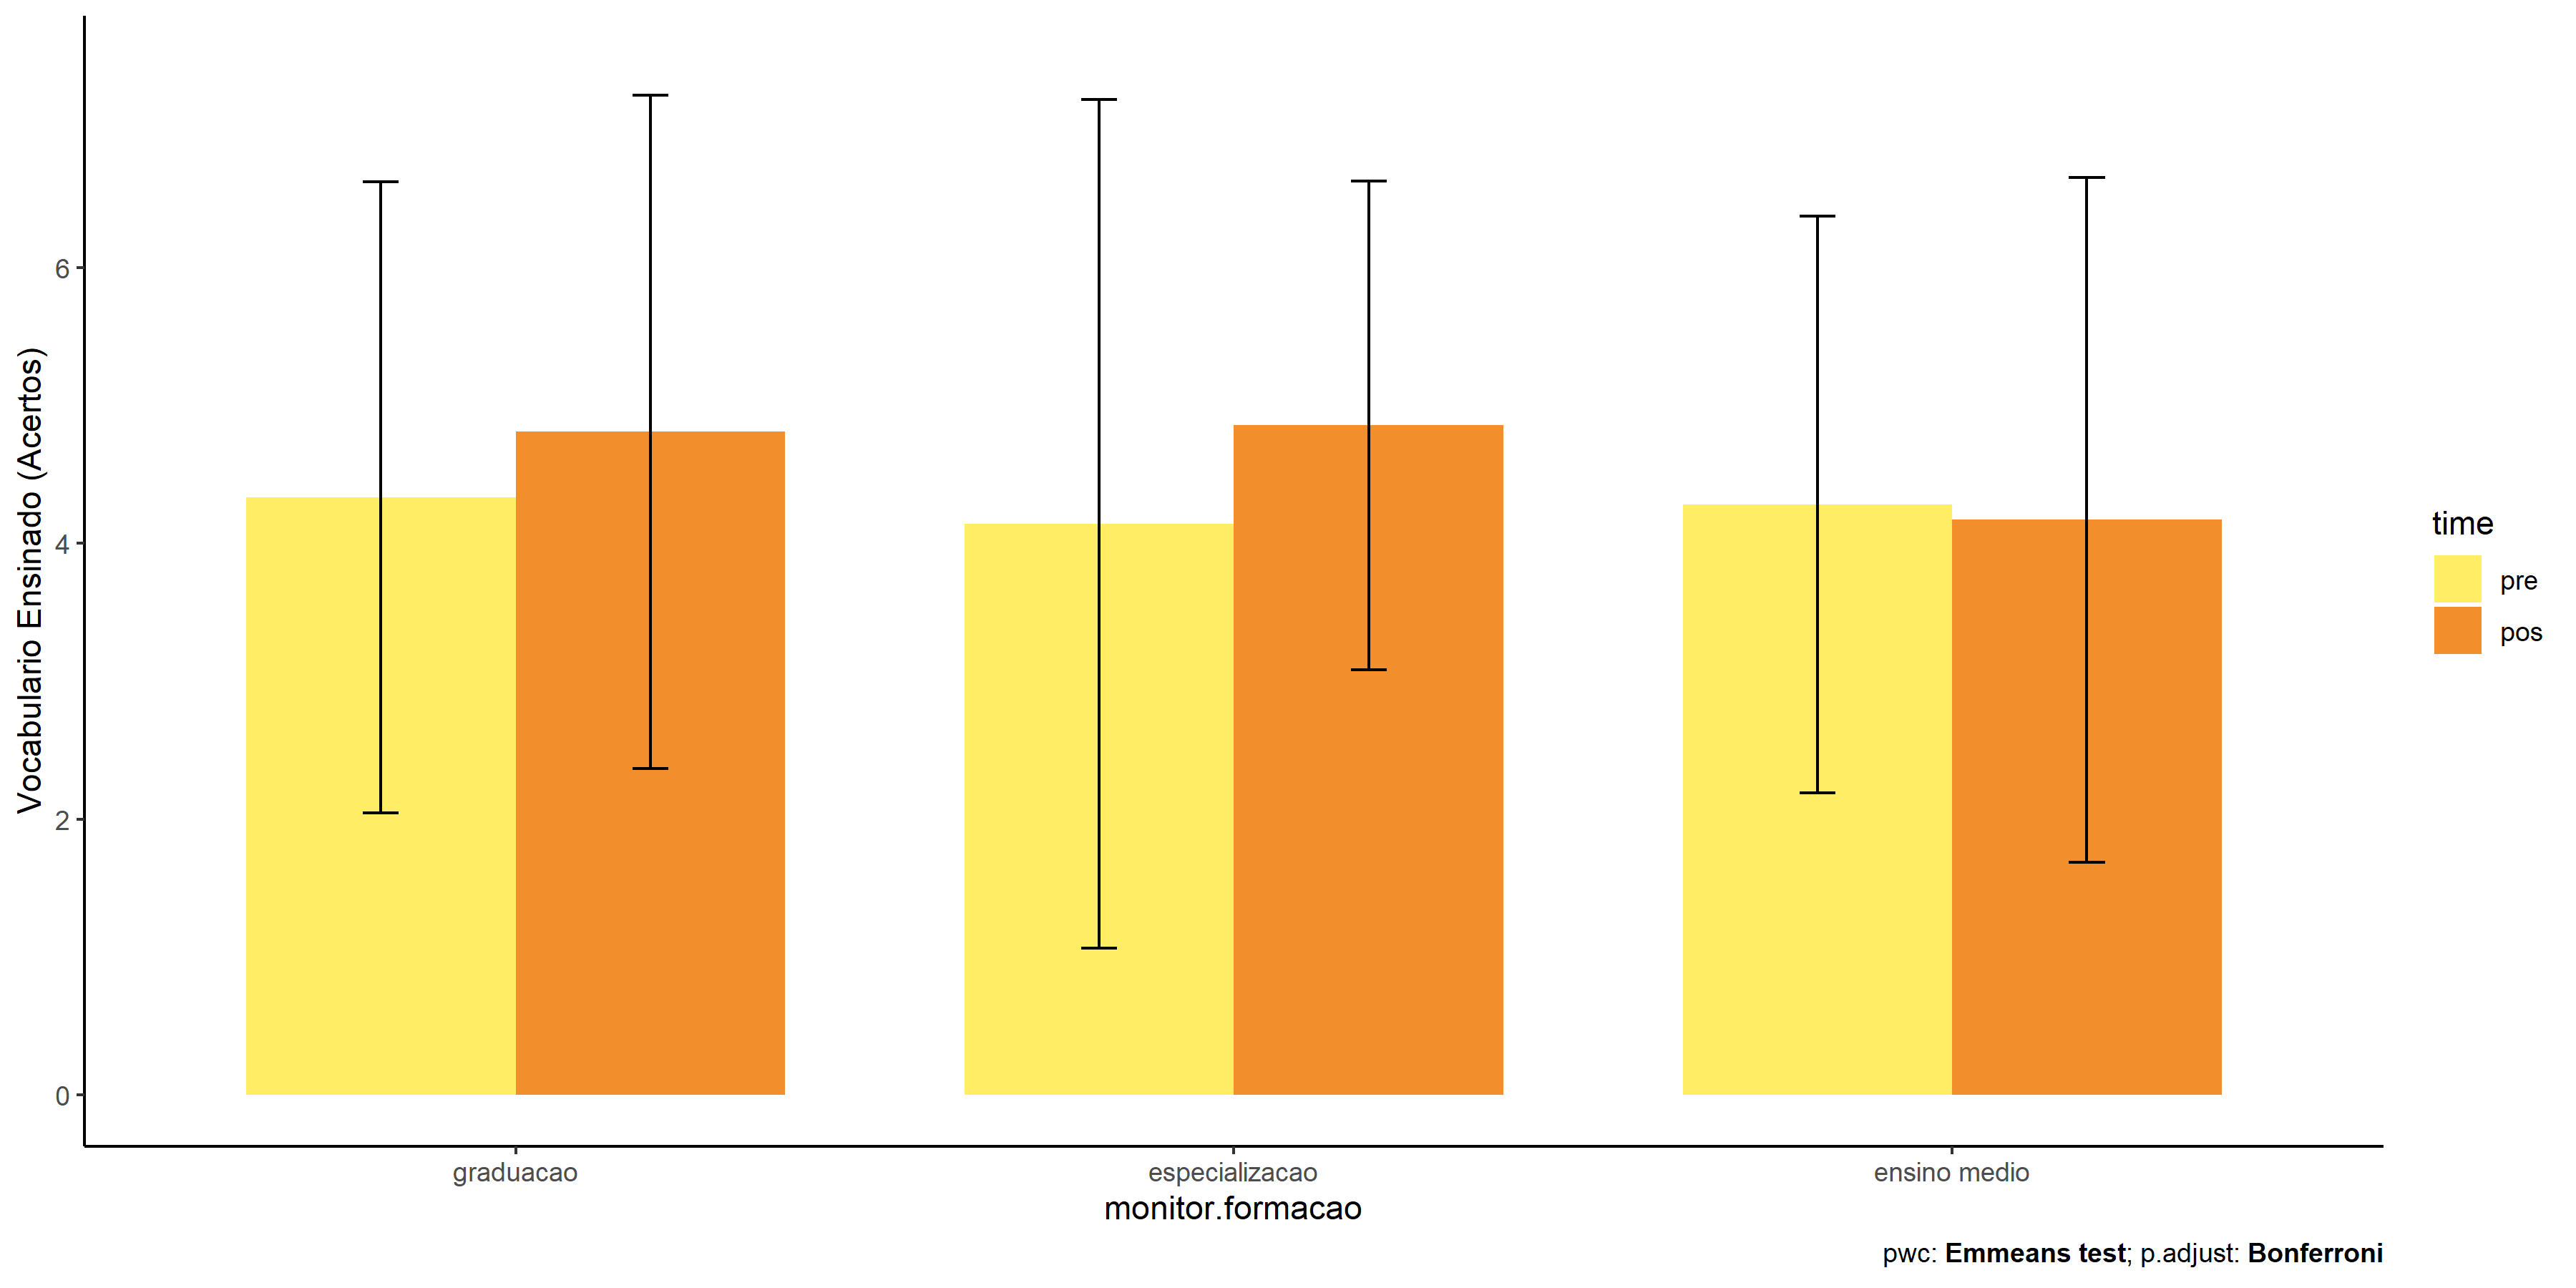 Vocabulario Ensinado (Acertos)
6
4
2
0
graduacao
especializacao
ensino medio
monitor.formacao
time
pre
pos
pwc: Emmeans test; p.adjust: Bonferroni